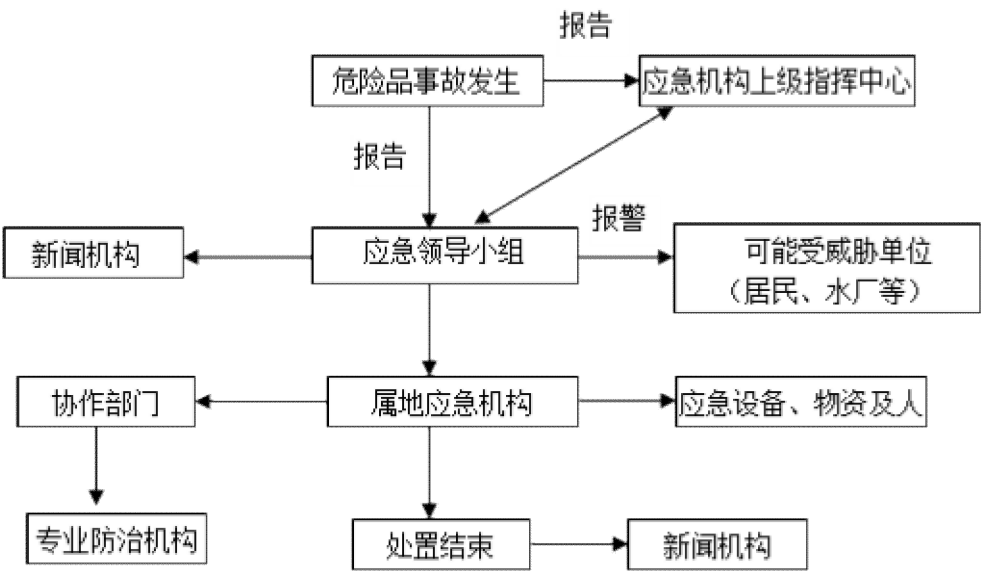 报告
危险品事故发生
应急机构上级指挥中心
报告
报警
新闻机构
应急领导小组
可能受威胁单位
（居民、水厂等）
协作部门
属地应急机构
应急设备、物资及人
专业防治机构
处置结束
新闻机构